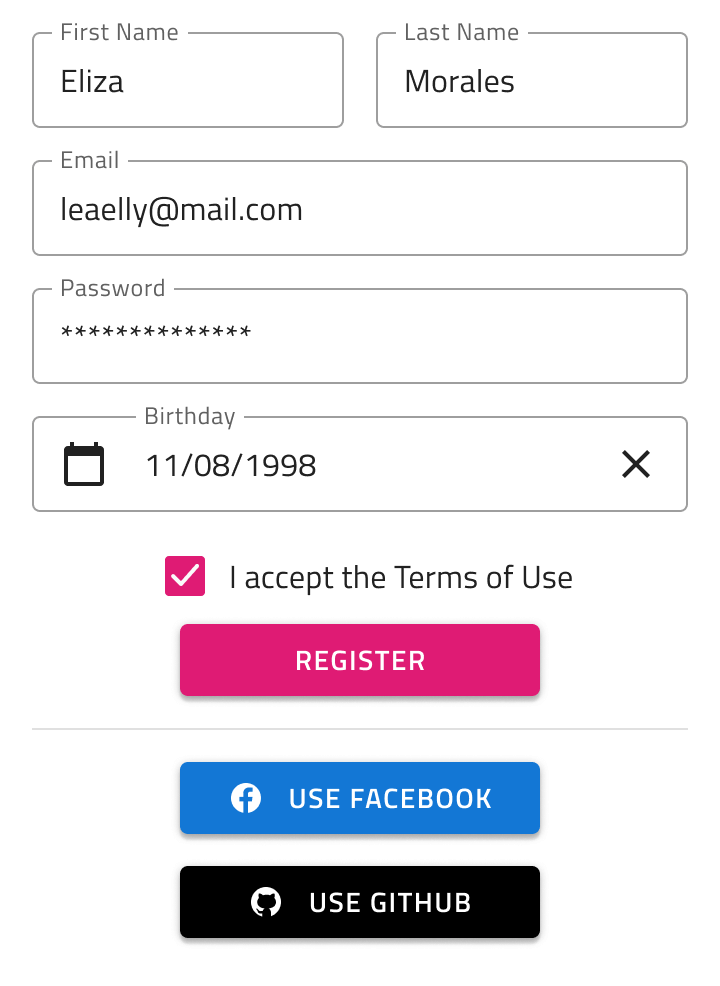 First Name
Last Name
Eliza
Morales
Email
leaelly@mail.com
Password
**************
Birthday
11/08/1998
I accept the Terms of Use
REGISTER
USE FACEBOOK
USE GITHUB